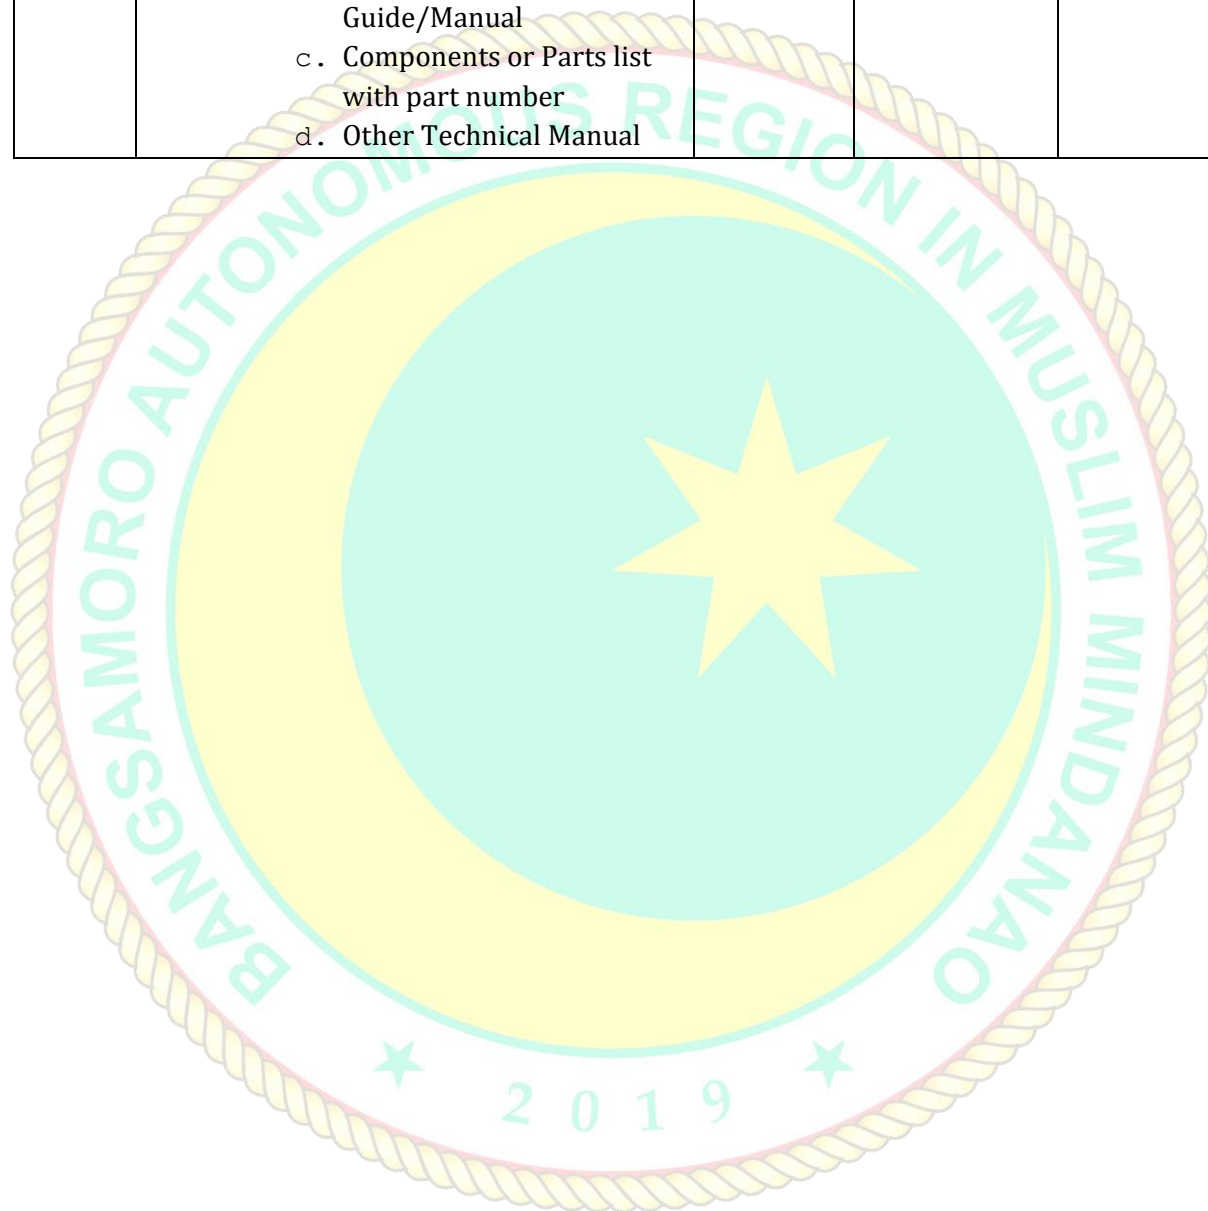 Guide/Manual
c. Components or Parts list
with part number
d. Other Technical Manual
BANGSAMORO AUTONOMOUS REGION IN MUSLIM MINDANAO
2019